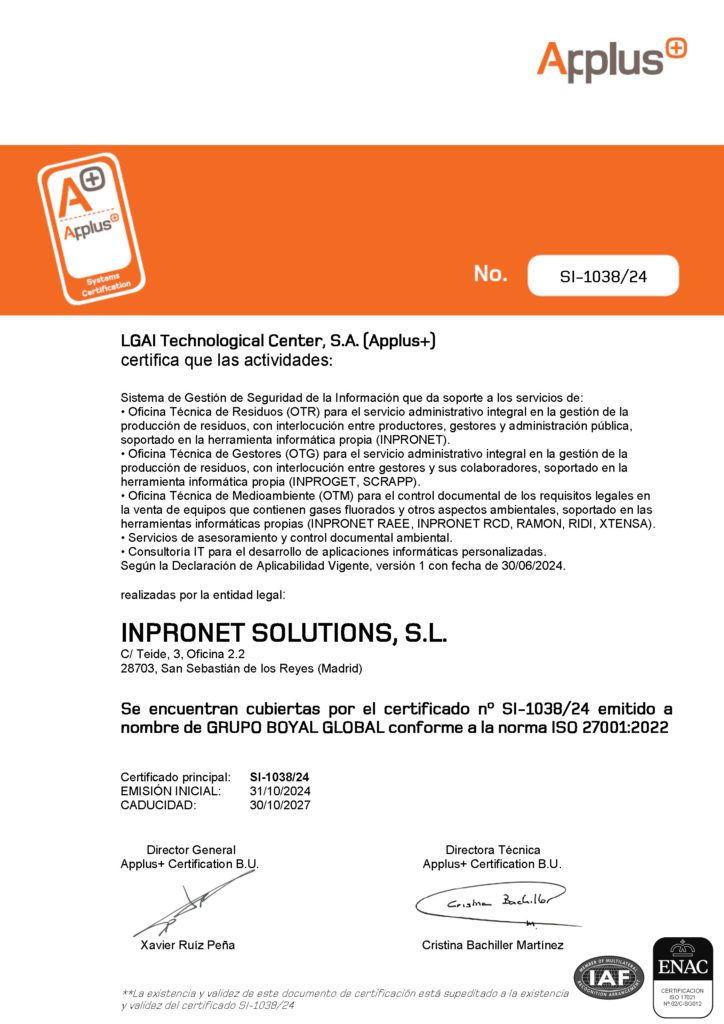 Applus+
A+
Applus+
Systems
Certification
No. SI-1038/24
LGAI Technological Center, S.A. (Applus+)
certifica que las actividades:
Sistema de Gestión de Seguridad de la Información que da soporte a los servicios de:
• Oficina Técnica de Residuos (OTR) para el servicio administrativo integral en la gestión de la
producción de residuos, con interlocución entre productores, gestores y administración pública,
soportado en la herramienta informática propia (INPRONET).
• Oficina Técnica de Gestores (OTG) para el servicio administrativo integral en la gestión de la
producción de residuos, con interlocución entre gestores y sus colaboradores, soportado en la
herramienta informática propia (INPROGET, SCRAPP).
• Oficina Técnica de Medioambiente (OTM) para el control documental de los requisitos legales en
la venta de equipos que contienen gases fluorados y otros aspectos ambientales, soportado en las
herramientas informáticas propias (INPRONET RAEE, INPRONET RCD, RAMON, RIDI, XTENSA).
• Servicios de asesoramiento y control documental ambiental.
• Consultoría IT para el desarrollo de aplicaciones informáticas personalizadas.
Según la Declaración de Aplicabilidad Vigente, versión 1 con fecha de 30/06/2024.
realizadas por la entidad legal:
INPRONET SOLUTIONS, S.L.
C/ Teide, 3, Oficina 2.2
28703, San Sebastián de los Reyes (Madrid)
Se encuentran cubiertas por el certificado nº SI-1038/24 emitido a
nombre de GRUPO BOYAL GLOBAL conforme a la norma ISO 27001:2022
Certificado principal: SI-1038/24
EMISIÓN INICIAL: 31/10/2024
CADUCIDAD: 30/10/2027
Director General
Applus+ Certification B.U.
Xavier Ruiz Peña
Directora Técnica
Applus+ Certification B.U.
Cristina Bachiller
Cristina Bachiller Martínez
**La existencia y validez de este documento de certificación está supeditado a la existencia
y validez del certificado SI-1038/24
MEMBER OF MULTILATERAL
IAF
RECOGNITION ARRANGEMENT
ENAC
CERTIFICACIÓN
ISO 17021
Nº 02/C-SG012